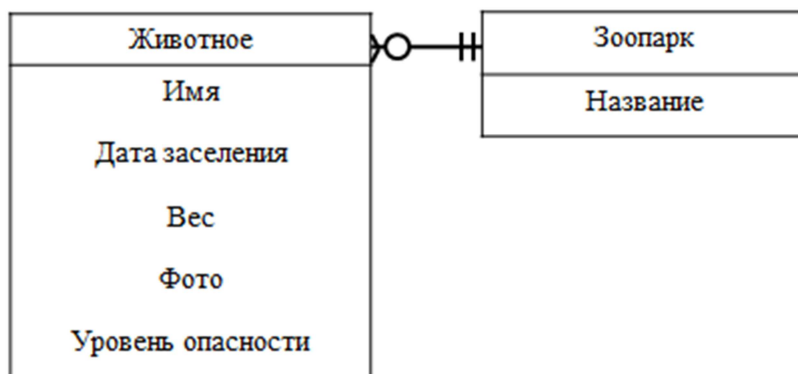 Животное
Имя
Дата заселения
Вес
Фото
Уровень опасности
Зоопарк
Название